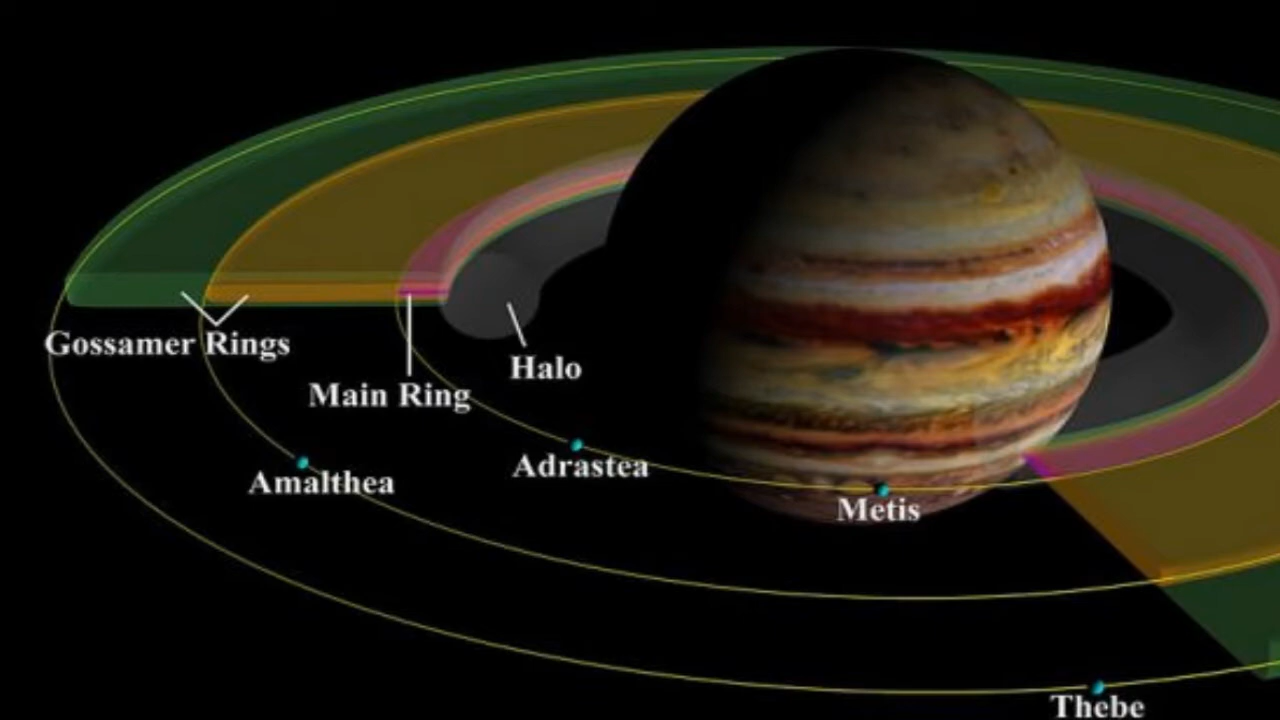 Gossamer Rings
Halo
Main Ring
Adrastea
Amalthea
Metis
Thebe